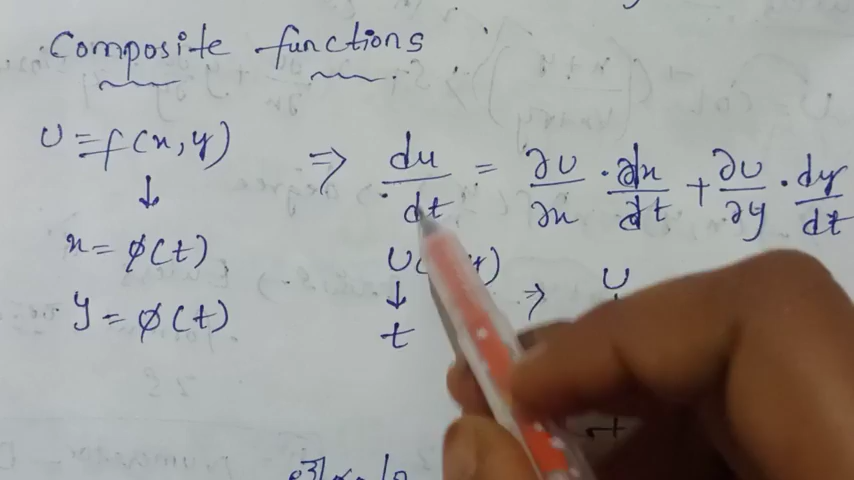 Composite functions
U = f(x, y) ⇒ du/dt = ∂U/∂x · dx/dt + ∂U/∂y · dy/dt
↓
x = φ(t) U( t) ⇒ U
y = φ(t) ↓
t